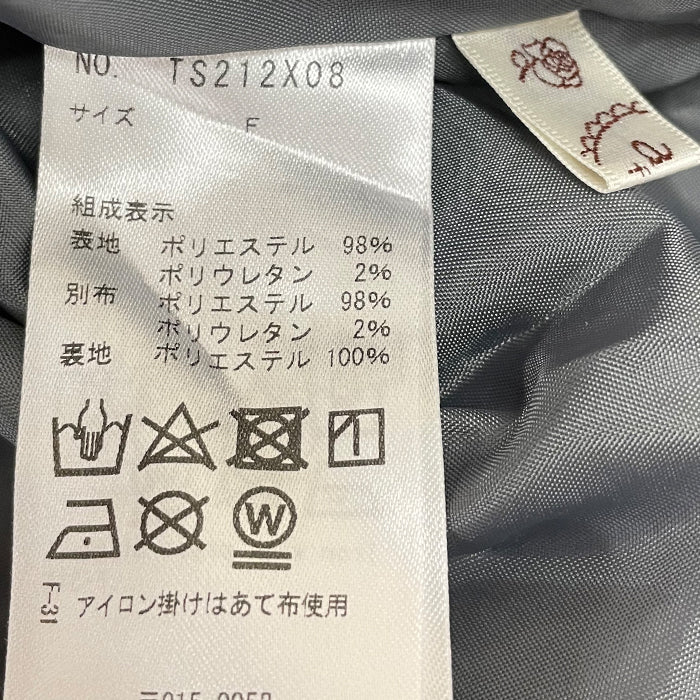 NO. TS212X08
サイズ F
組成表示
表地 ポリエステル 98%
ポリウレタン 2%
別布 ポリエステル 98%
ポリウレタン 2%
裏地 ポリエステル 100%
W
F-31 アイロン掛けはあて布使用